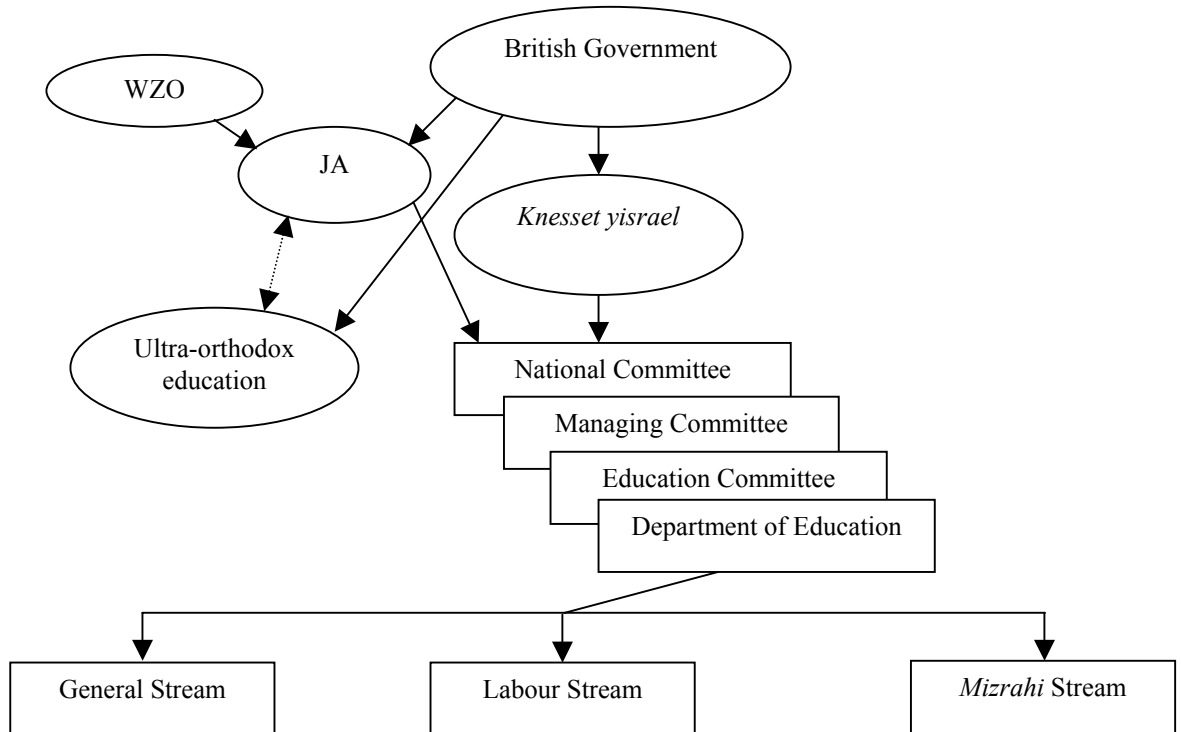 British Government
WZO
JA
Knesset yisrael
Ultra-orthodox
education
National Committee
Managing Committee
Education Committee
Department of Education
General Stream
Labour Stream
Mizrahi Stream